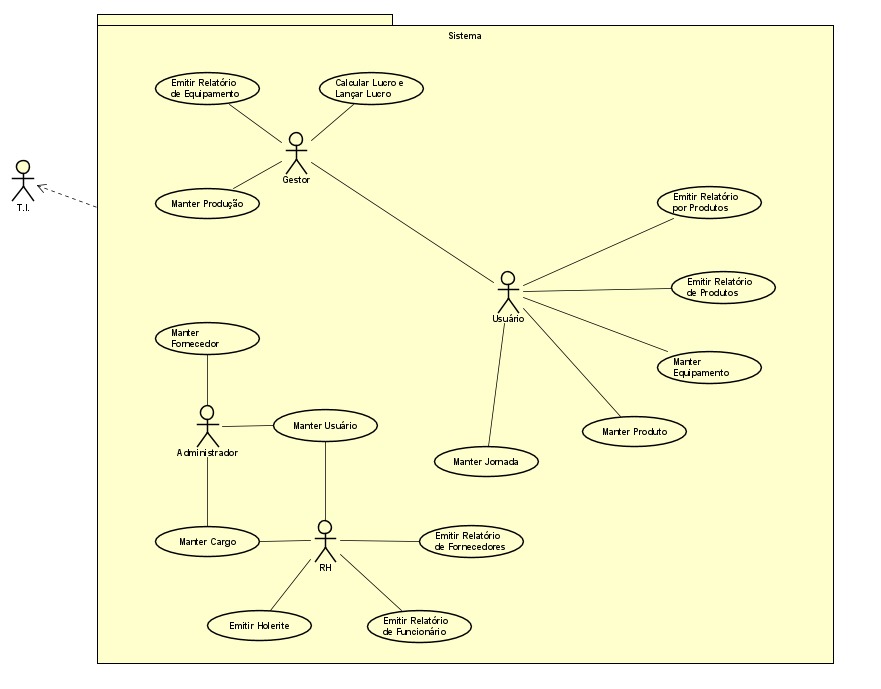 Sistema
Emitir Relatório
de Equipamento
Calcular Lucro e
Lançar Lucro
Gestor
T.I.
Manter Produção
Emitir Relatório
por Produtos
Emitir Relatório
de Produtos
Usuário
Manter
Fornecedor
Manter
Equipamento
Manter Usuário
Manter Produto
Administrador
Manter Jornada
Manter Cargo
Emitir Relatório
de Fornecedores
RH
Emitir Holerite
Emitir Relatório
de Funcionário